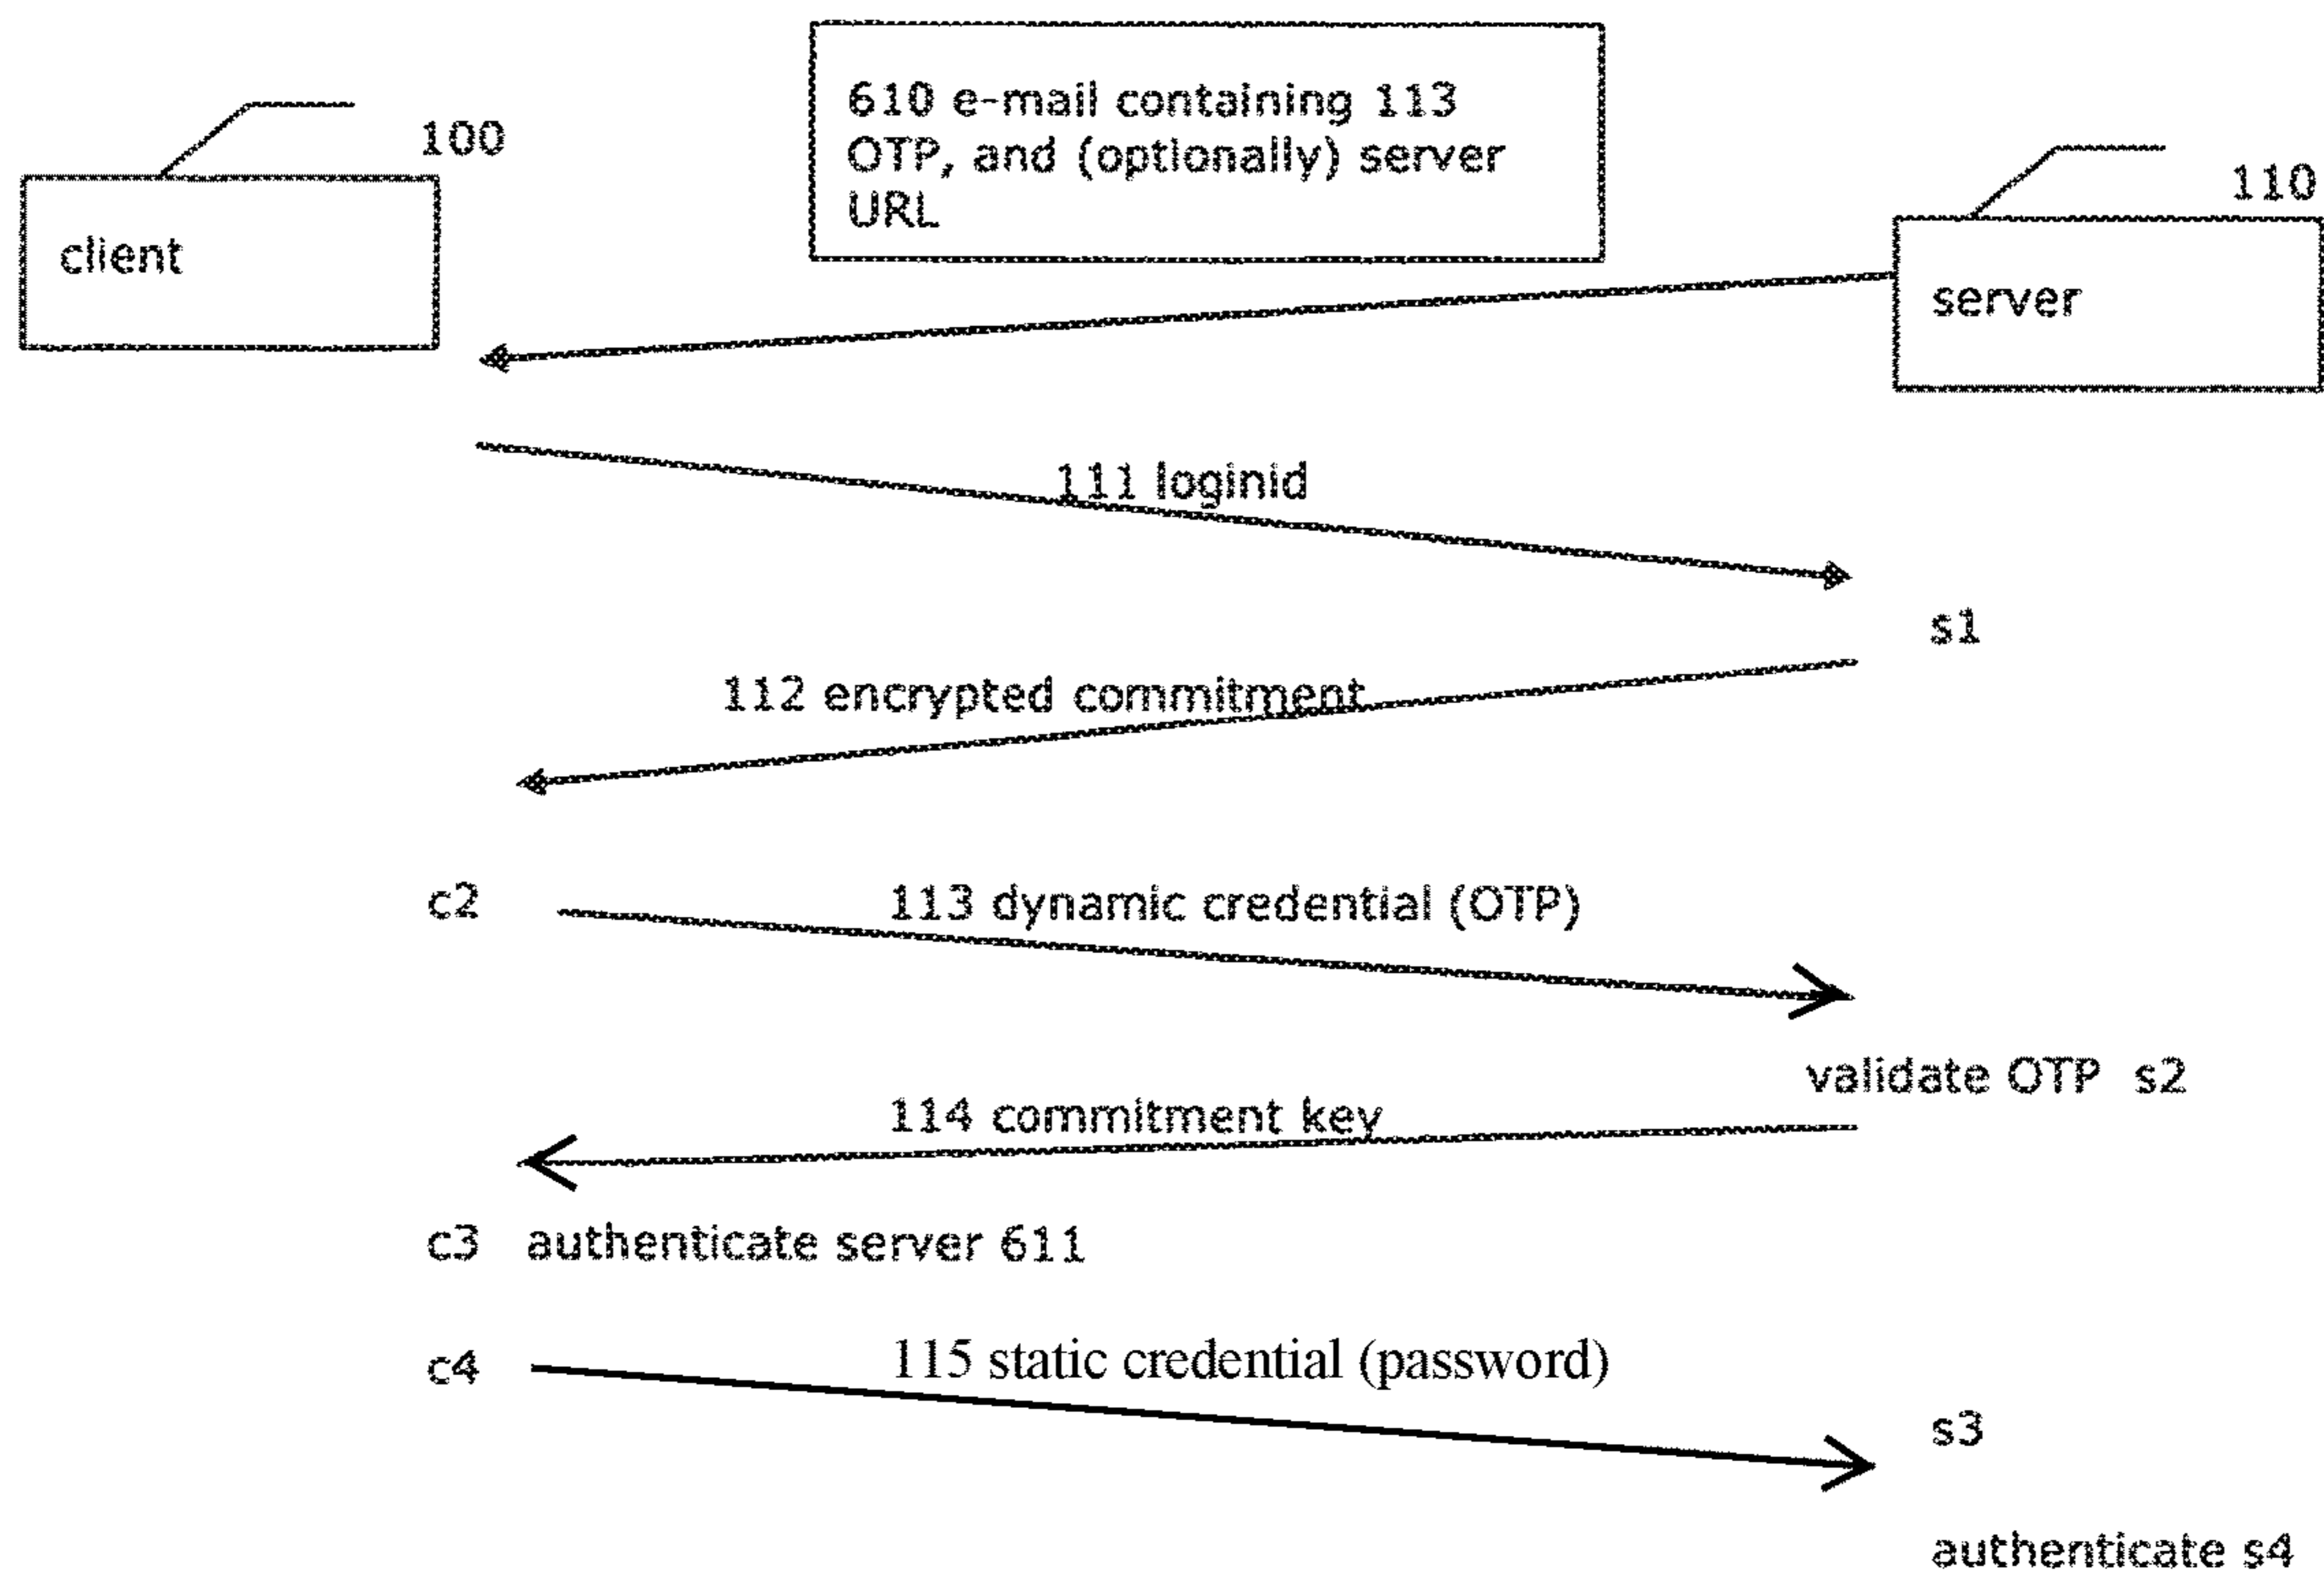 100
client
610 e-mail containing 113
OTP, and (optionally) server
URL
110
server
111 loginid
s1
112 encrypted commitment
c2
113 dynamic credential (OTP)
validate OTP s2
114 commitment key
c3 authenticate server 611
c4
115 static credential (password)
s3
authenticate s4